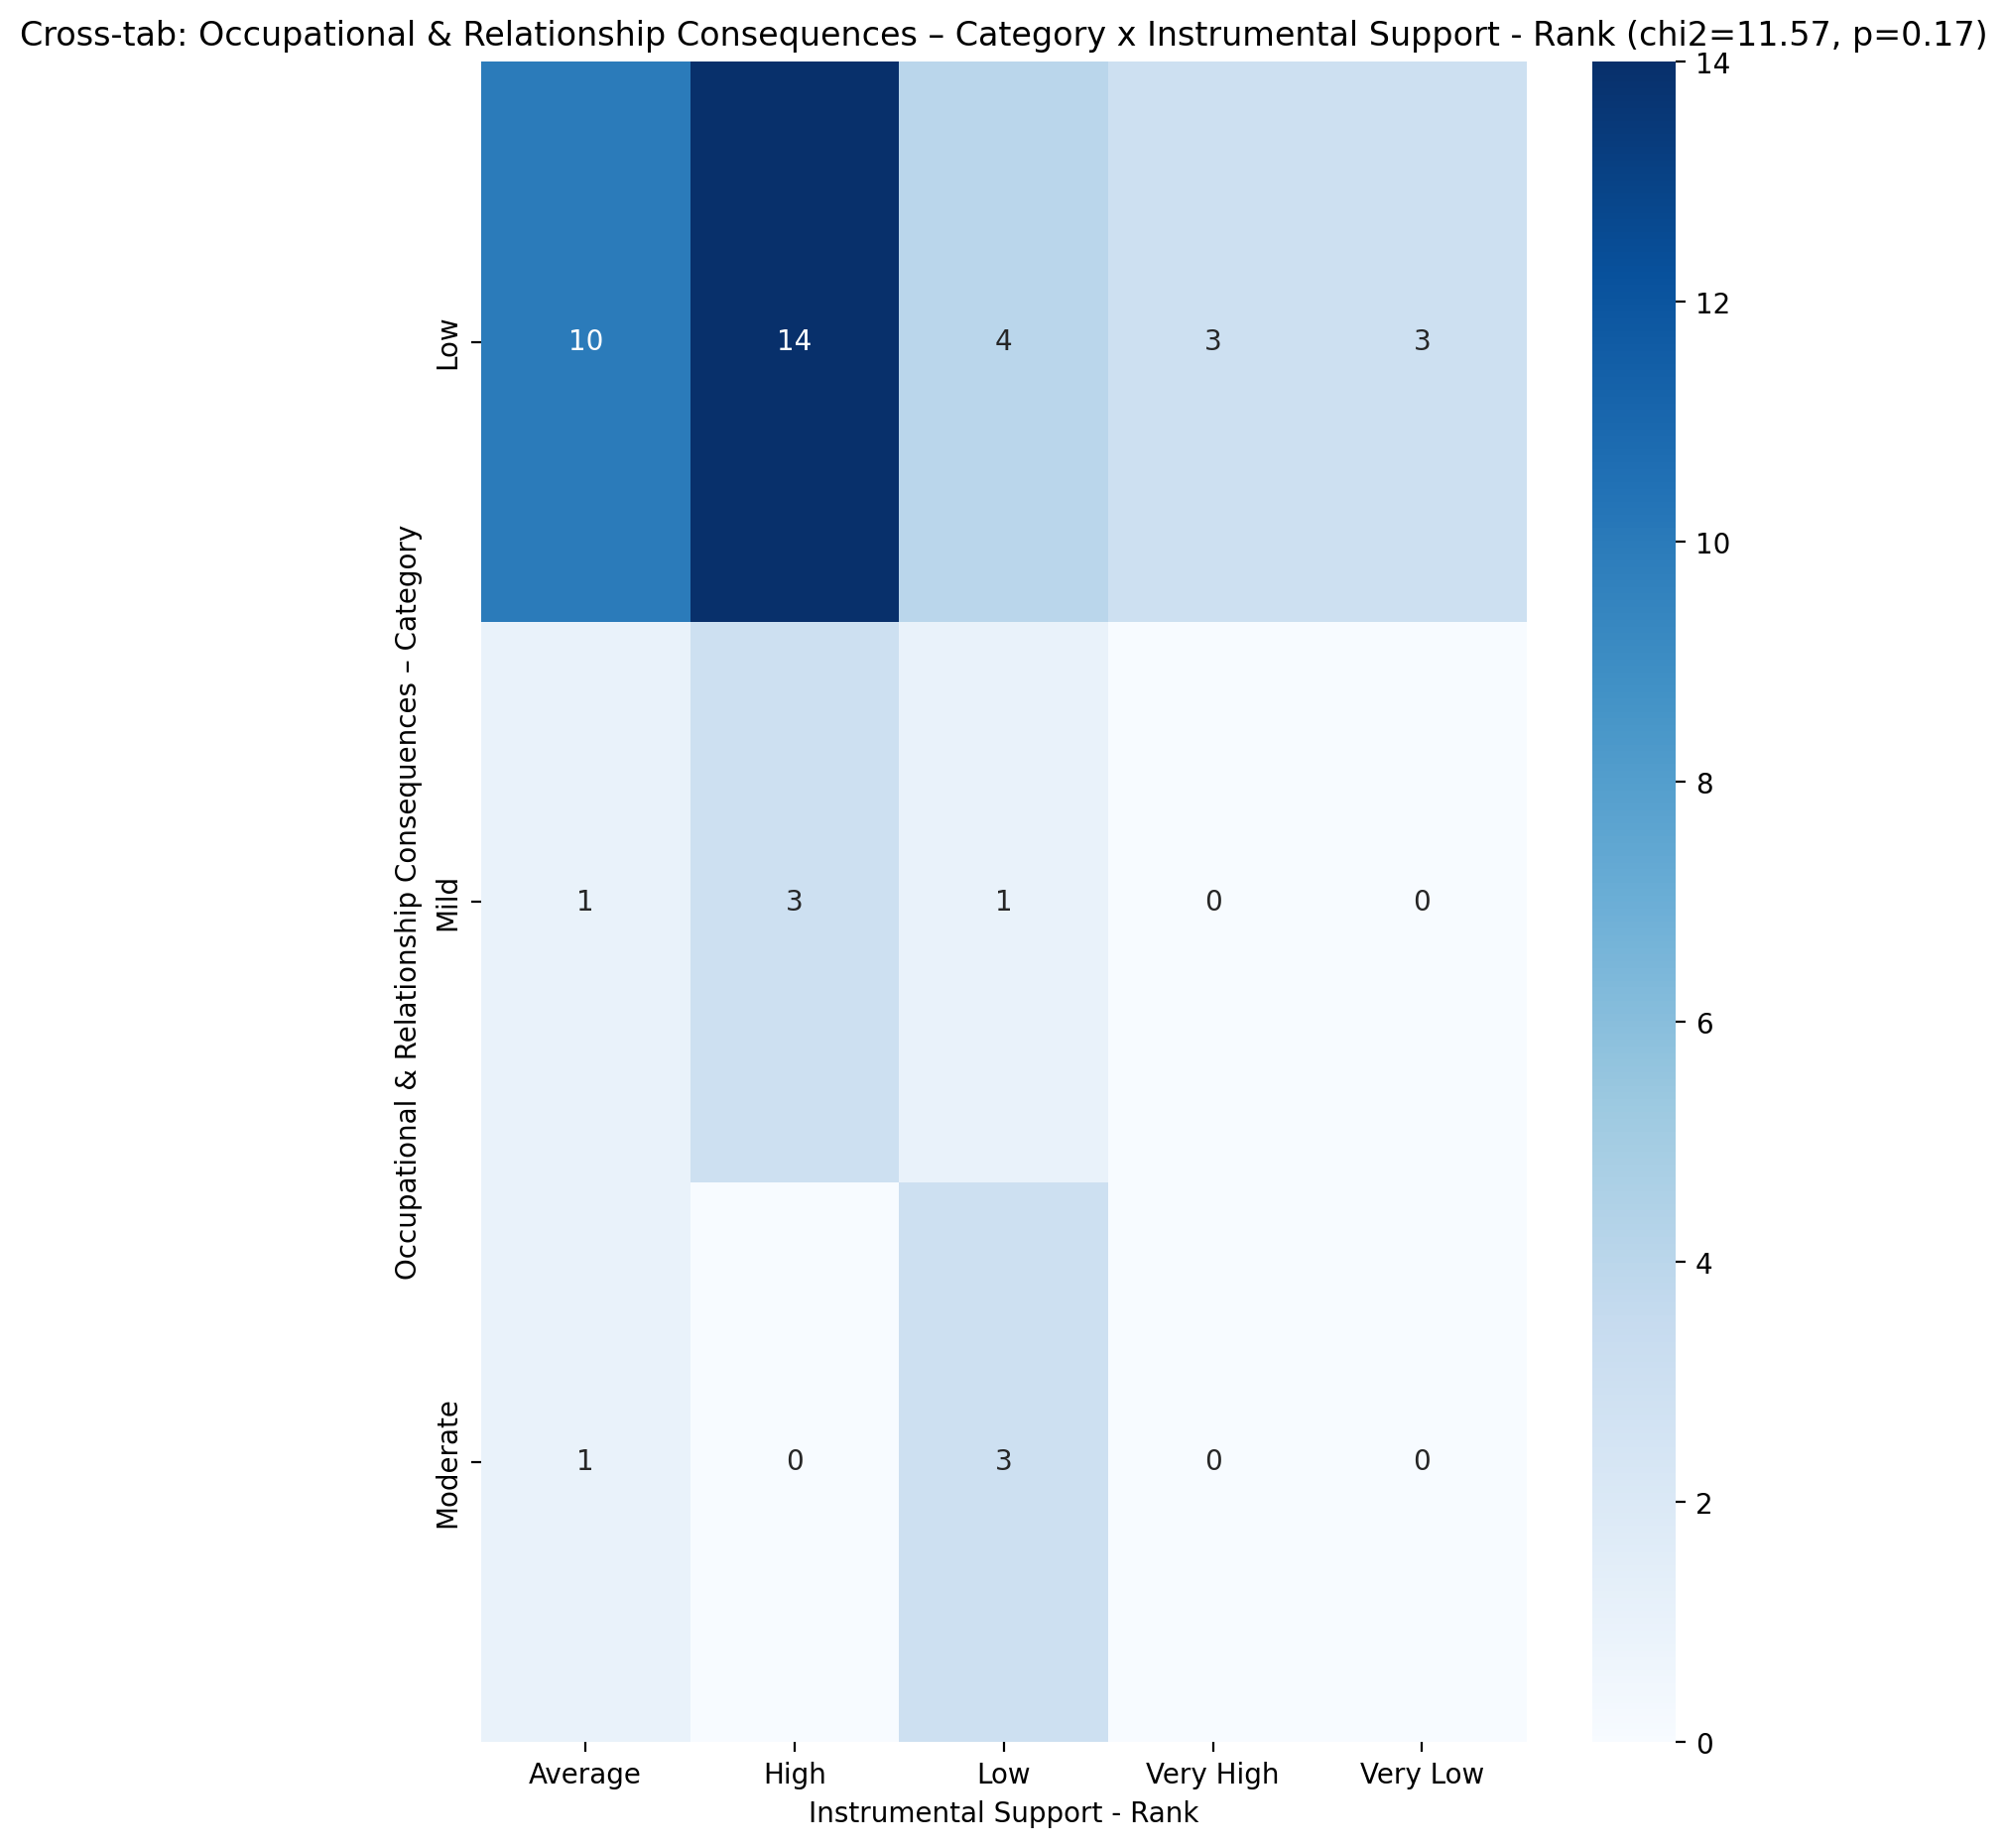 Cross-tab: Occupational & Relationship Consequences – Category x Instrumental Support - Rank (chi2=11.57, p=0.17)
Occupational & Relationship Consequences – Category
Low
10 14 4 3 3
Mild
1 3 1 0 0
Moderate
1 0 3 0 0
Average High Low Very High Very Low
Instrumental Support - Rank
14
12
10
8
6
4
2
0